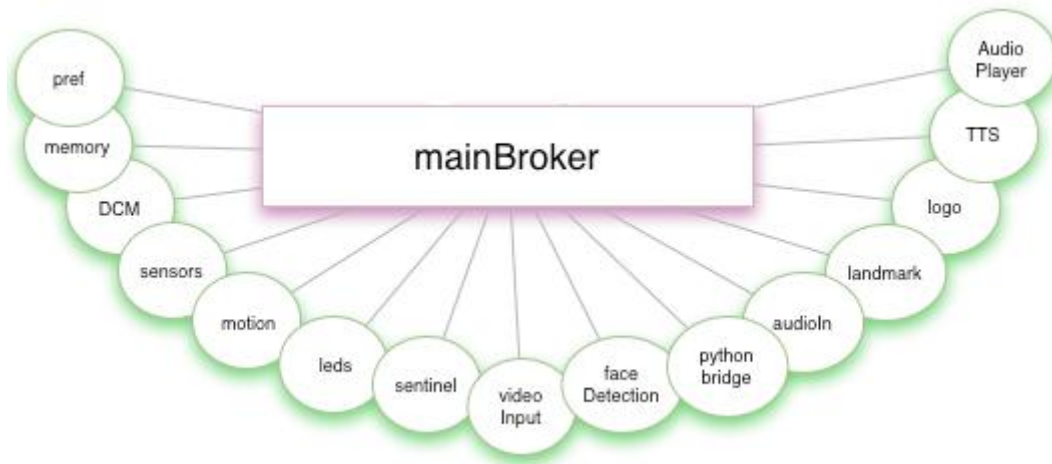 mainBroker
pref
memory
DCM
sensors
motion
leds
sentinel
video
Input
face
Detection
python
bridge
audioIn
landmark
logo
TTS
Audio
Player